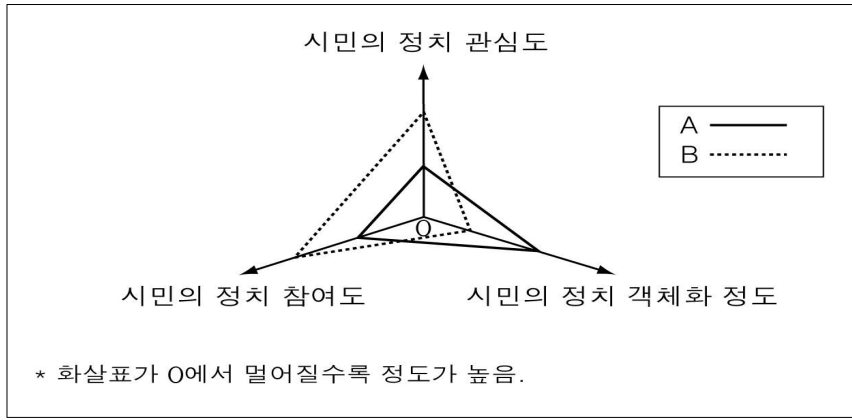 시민의 정치 관심도
A
B
O
시민의 정치 참여도
시민의 정치 객체화 정도
* 화살표가 O에서 멀어질수록 정도가 높음.